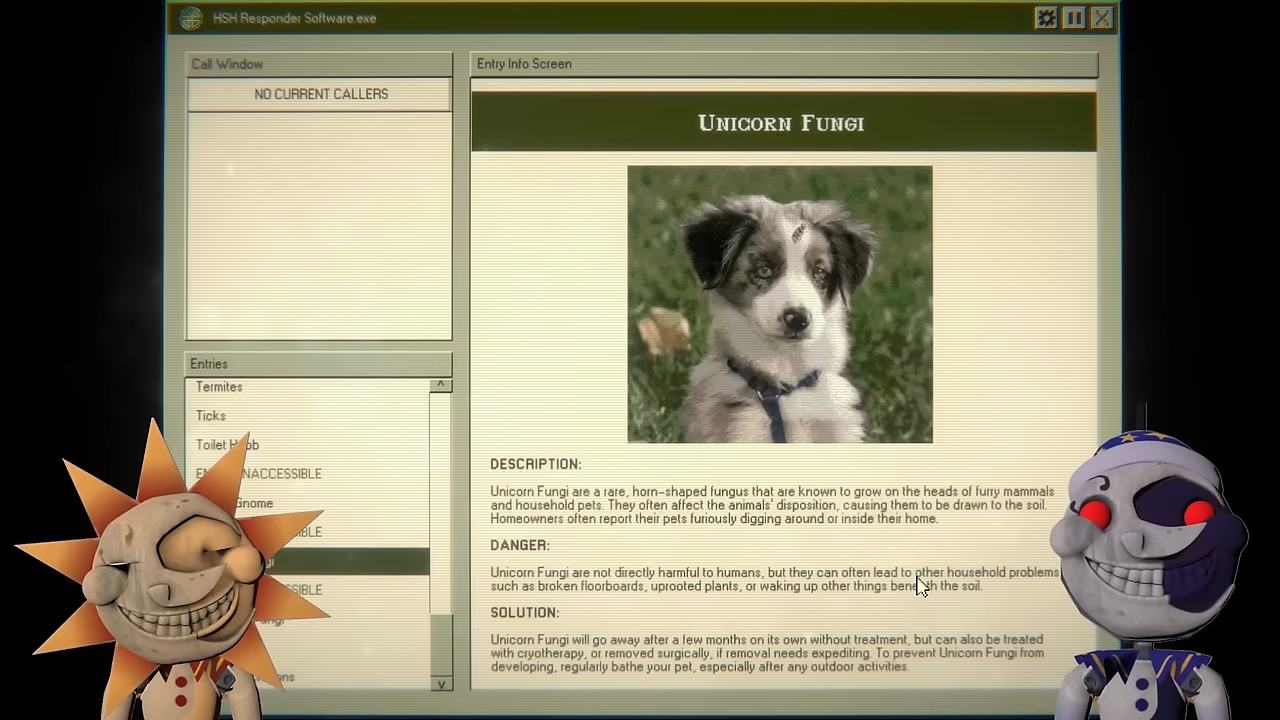 HSH Responder Software.exe
Call Window
NO CURRENT CALLERS
Entries
Termites
Ticks
Toilet
Entry Info Screen
UNICORN FUNGI
DESCRIPTION:
Unicorn Fungi are a rare, horn-shaped fungus that are known to grow on the heads of furry mammals
and household pets. They often affect the animals' disposition, causing them to be drawn to the soil.
Homeowners often report their pets furiously digging around or inside their home.
DANGER:
Unicorn Fungi are not directly harmful to humans, but they can often lead to other household problems
such as broken floorboards, uprooted plants, or waking up other things beneath the soil.
SOLUTION:
Unicorn Fungi will go away after a few months on its own without treatment, but can also be treated
with cryotherapy, or removed surgically, if removal needs expediting. To prevent Unicorn Fungi from
developing, regularly bathe your pet, especially after any outdoor activities.